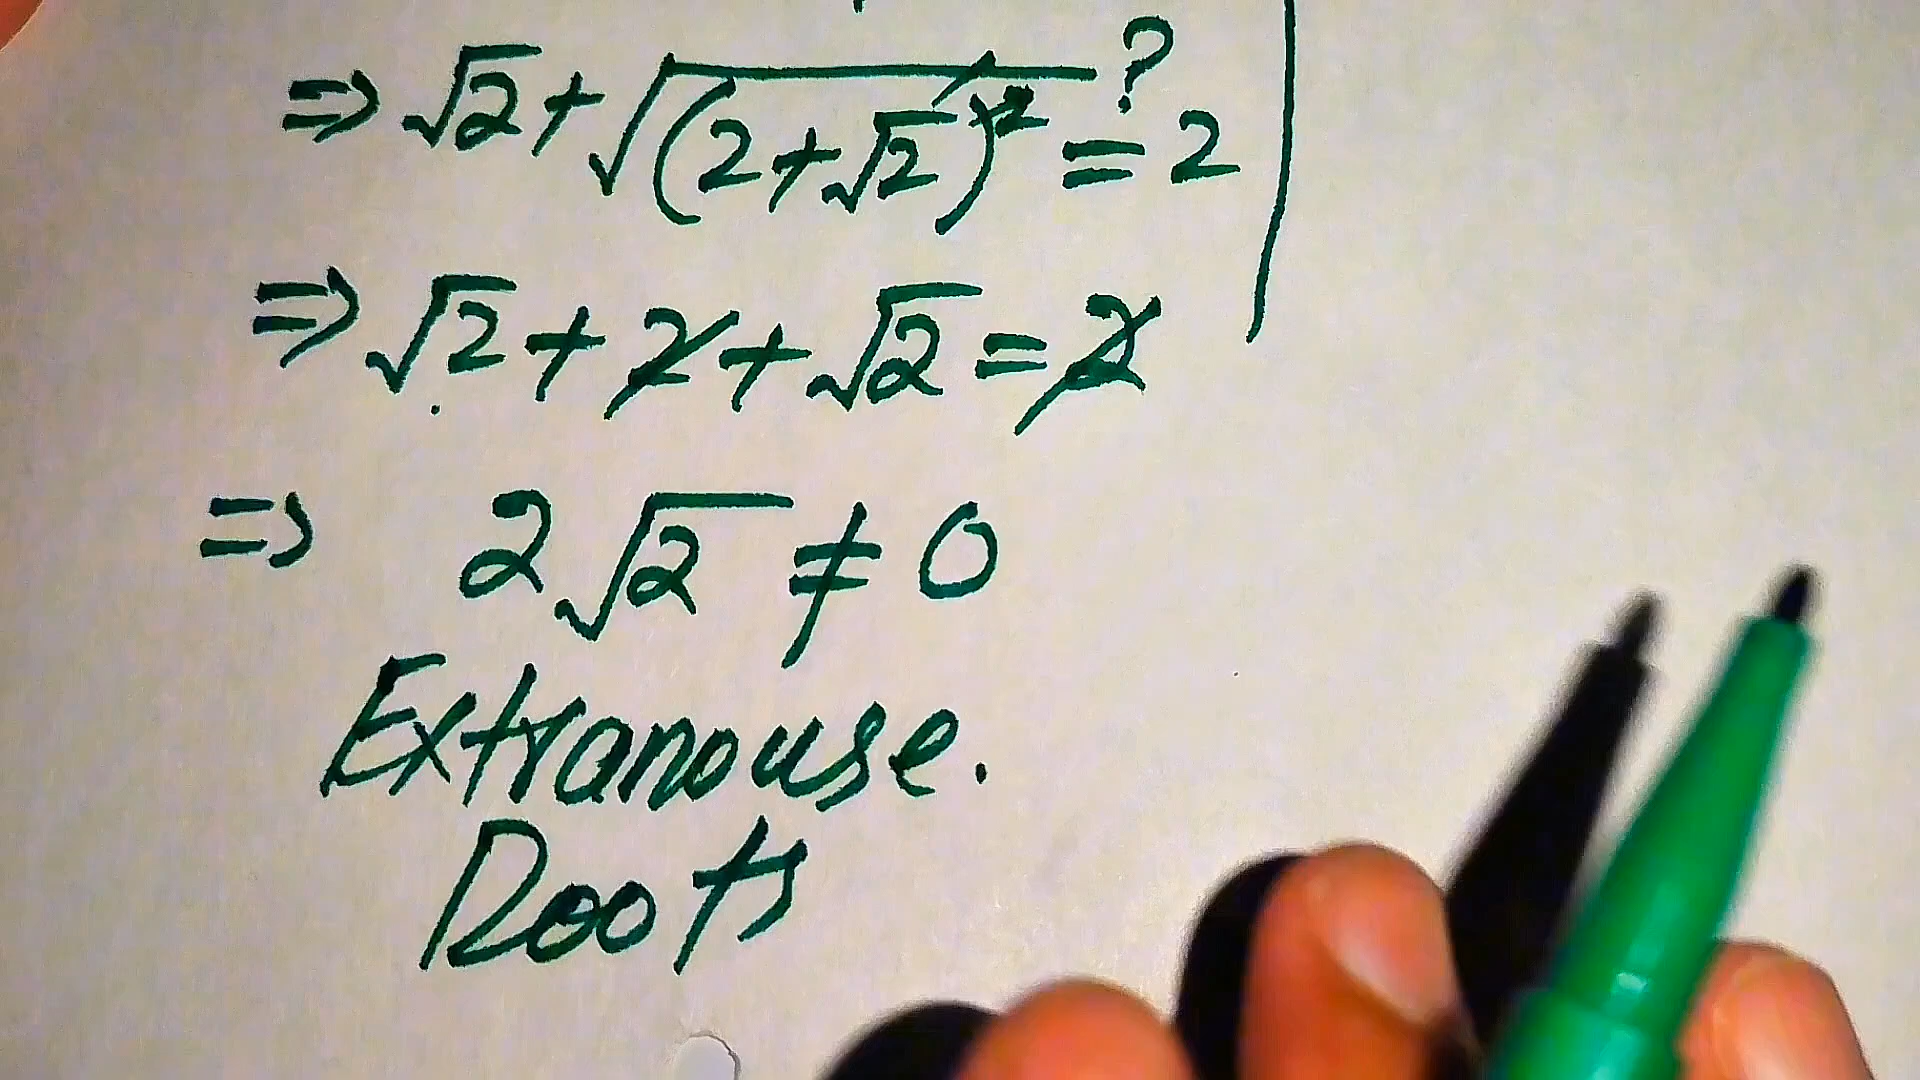 ⇒ √2 + √(2+√2)² ≟ 2
⇒ √2 + 2 + √2 = 2
⇒ 2√2 ≠ 0
Extranouse.
Roots